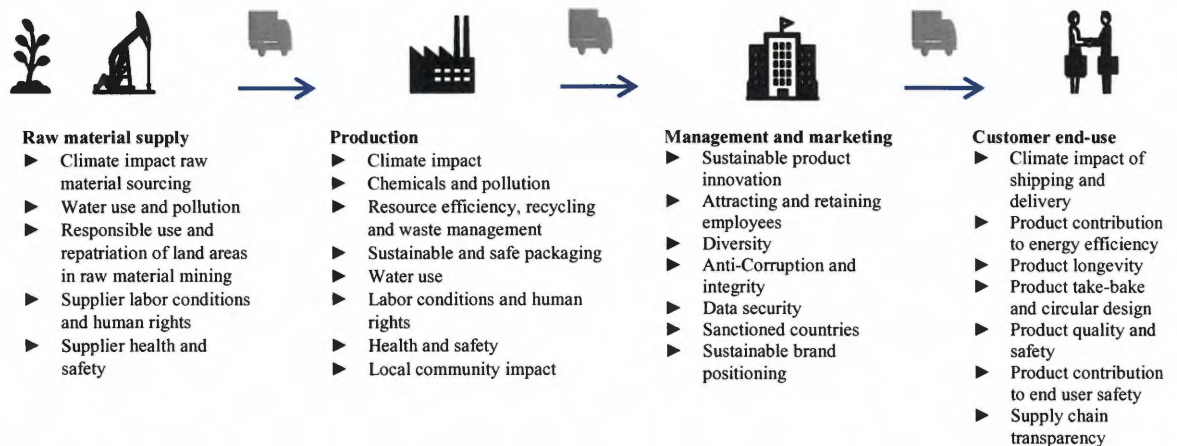 Raw material supply
► Climate impact raw
material sourcing
► Water use and pollution
► Responsible use and
repatriation of land areas
in raw material mining
► Supplier labor conditions
and human rights
► Supplier health and
safety
Production
► Climate impact
► Chemicals and pollution
► Resource efficiency, recycling
and waste management
► Sustainable and safe packaging
► Water use
► Labor conditions and human
rights
► Health and safety
► Local community impact
Management and marketing
► Sustainable product
innovation
► Attracting and retaining
employees
► Diversity
► Anti-Corruption and
integrity
► Data security
► Sanctioned countries
► Sustainable brand
positioning
Customer end-use
► Climate impact of
shipping and
delivery
► Product contribution
to energy efficiency
► Product longevity
► Product take-bake
and circular design
► Product quality and
safety
► Product contribution
to end user safety
► Supply chain
transparency